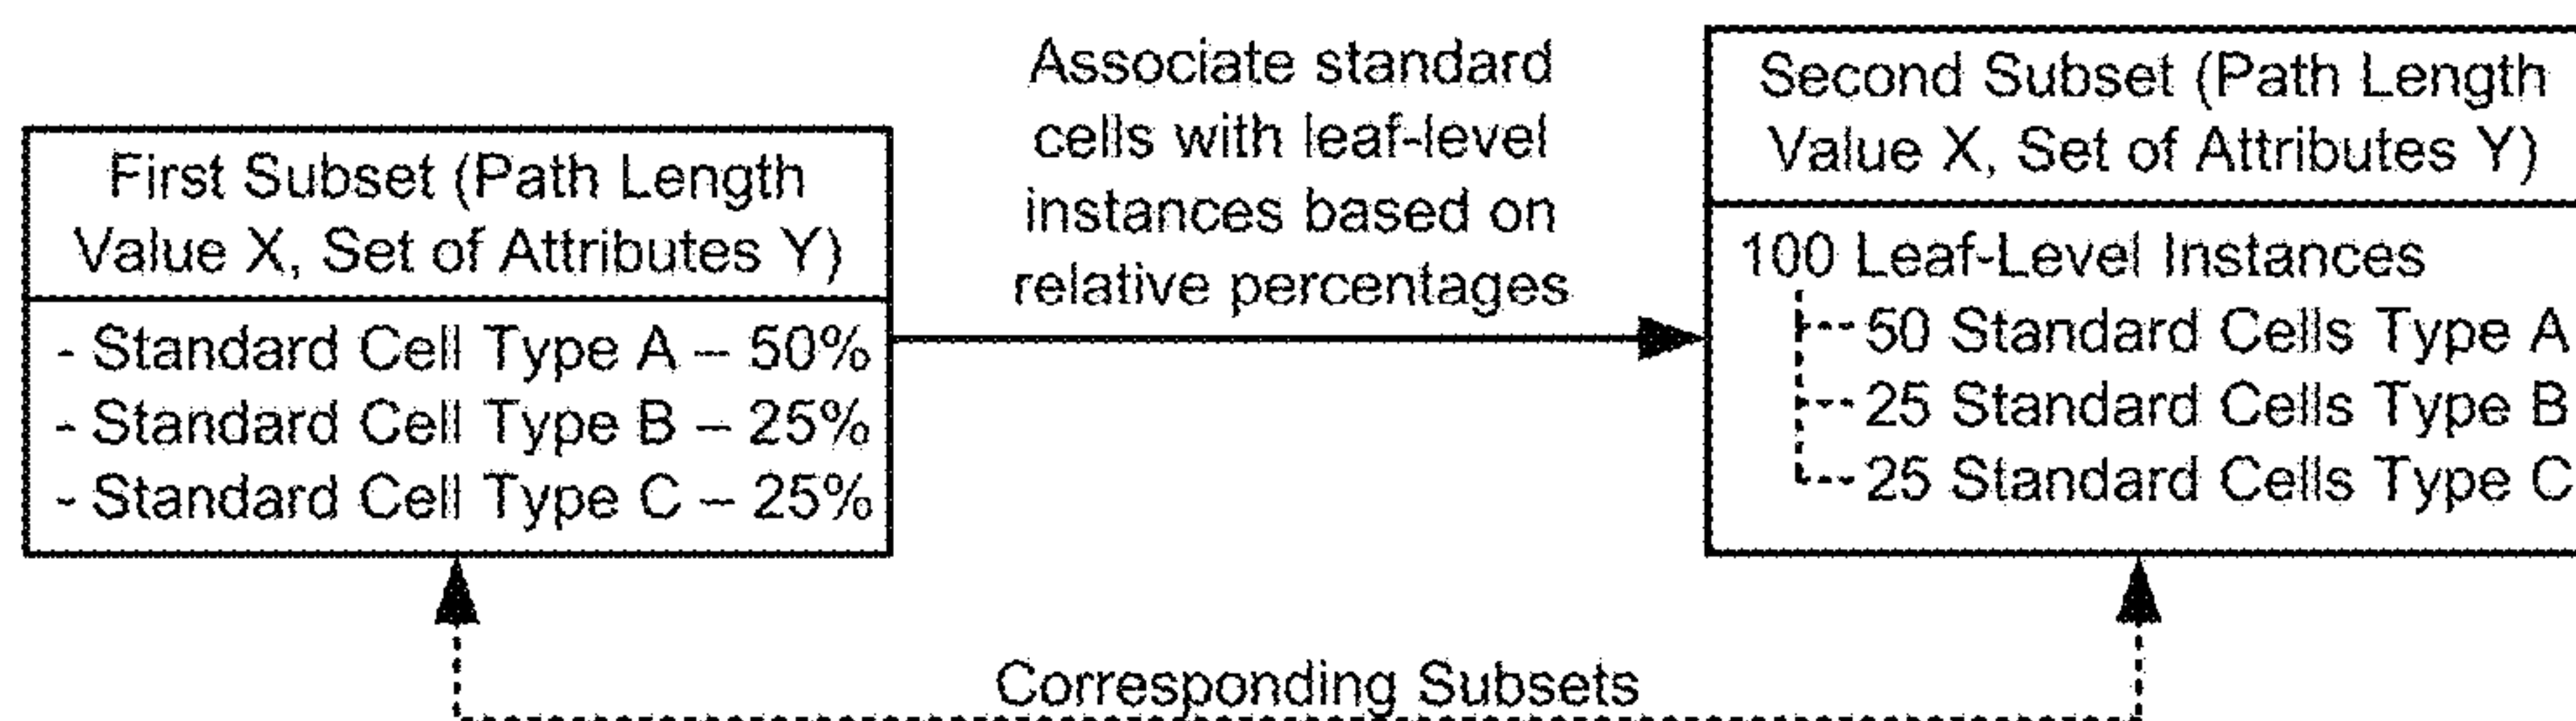 First Subset (Path Length
Value X, Set of Attributes Y)
- Standard Cell Type A – 50%
- Standard Cell Type B – 25%
- Standard Cell Type C – 25%
Associate standard
cells with leaf-level
instances based on
relative percentages
Second Subset (Path Length
Value X, Set of Attributes Y)
100 Leaf-Level Instances
50 Standard Cells Type A
25 Standard Cells Type B
25 Standard Cells Type C
Corresponding Subsets